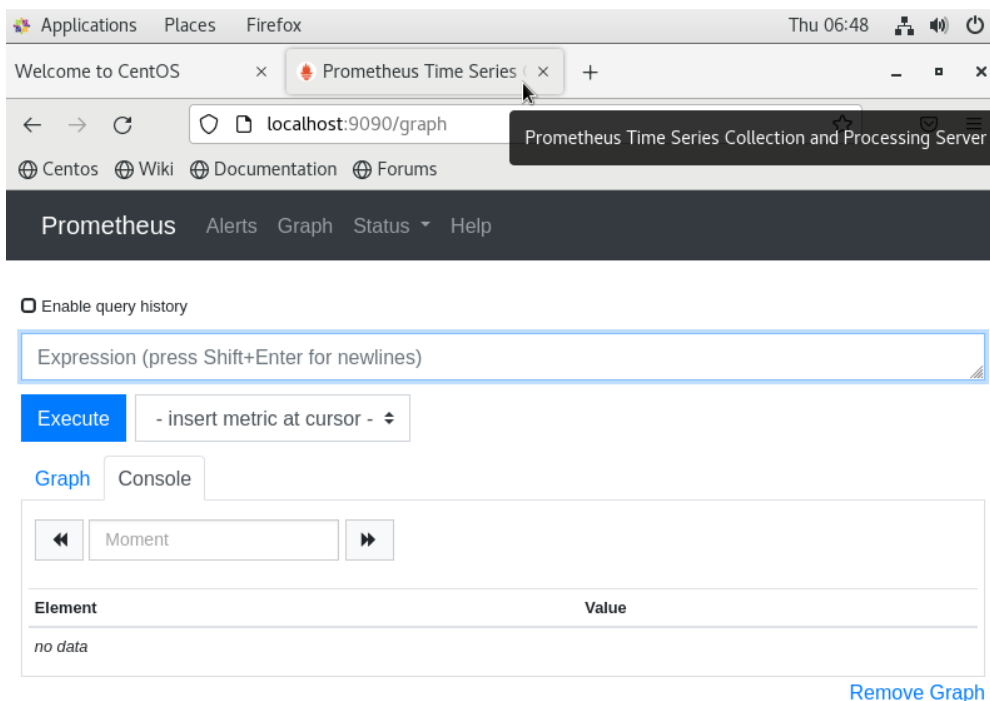 Applications Places Firefox Thu 06:48
Welcome to CentOS Prometheus Time Series
localhost:9090/graph
Prometheus Time Series Collection and Processing Server
Centos Wiki Documentation Forums
Prometheus Alerts Graph Status Help
Enable query history
Expression (press Shift+Enter for newlines)
Execute - insert metric at cursor -
Graph Console
Moment
Element Value
no data
Remove Graph